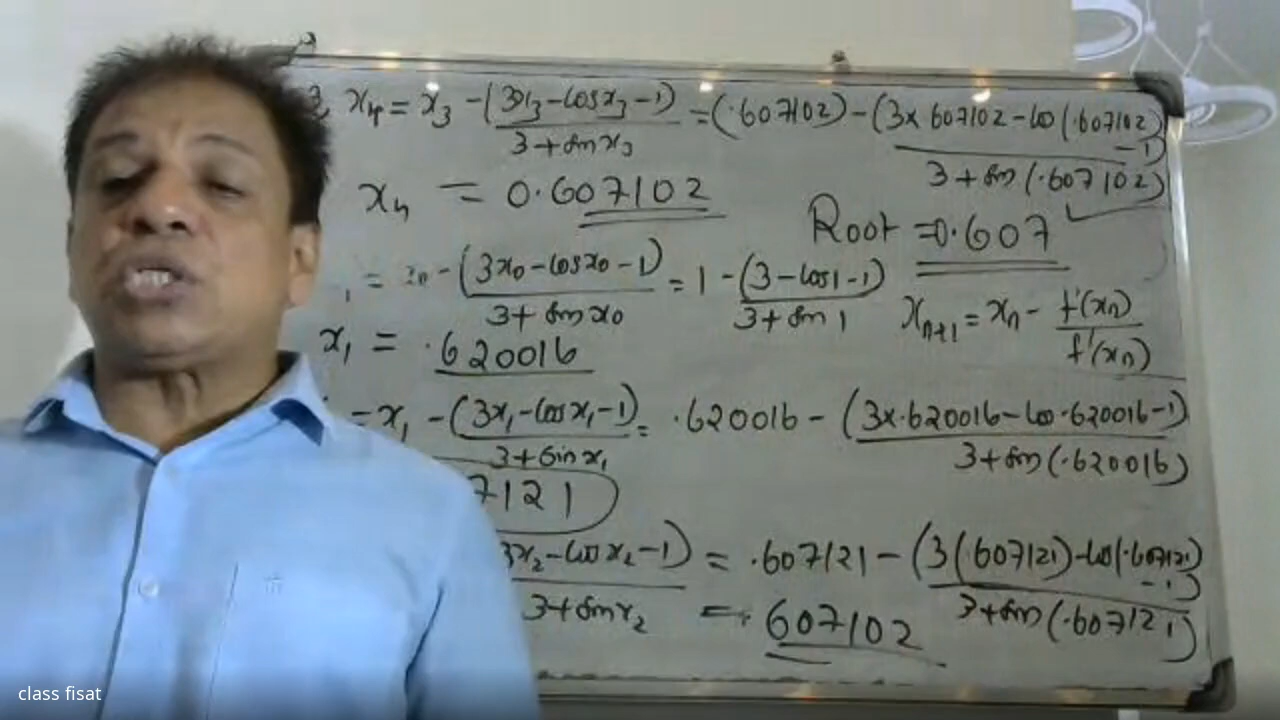 x₄ = x₃ - (3x₃ - cos x₃ - 1) / 3 + sin x₃ = (.607102) - (3 x 607102 - cos (.607102) - 1) / 3 + sin (.607102)
x₄ = 0.607102
Root = 0.607
= x₀ - (3x₀ - cos x₀ - 1) / 3 + sin x₀ = 1 - (3 - cos 1 - 1) / 3 + sin 1
xₙ₊₁ = xₙ - f(xₙ) / f'(xₙ)
x₁ = .620016
= x₁ - (3x₁ - cos x₁ - 1) / 3 + sin x₁ = .620016 - (3 x .620016 - cos .620016 - 1) / 3 + sin (.620016)
7121
3x₂ - cos x₂ - 1) / 3 + sin x₂ = .607121 - (3(.607121) - cos(.607121) - 1) / 3 + sin (.607121)
= .607102
class fisat